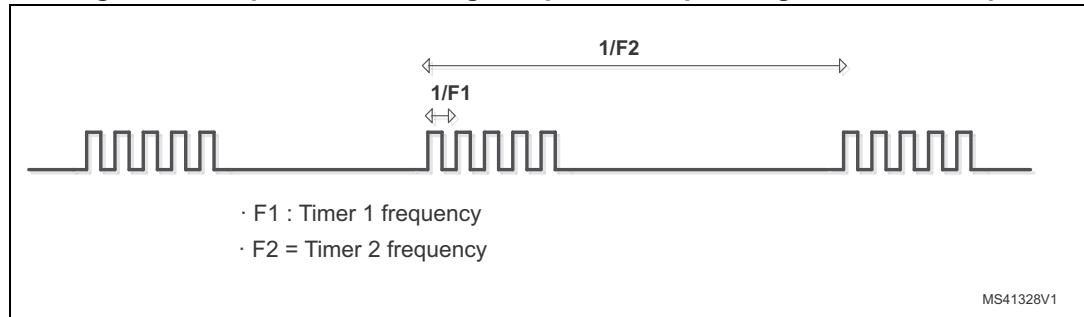 1/F2
1/F1
· F1 : Timer 1 frequency
· F2 = Timer 2 frequency
MS41328V1